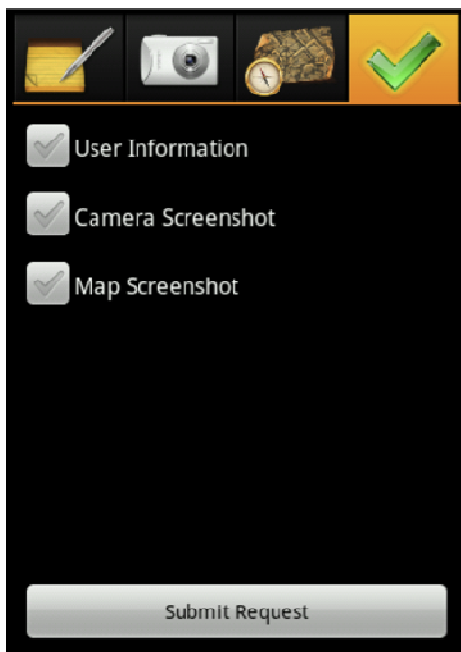 User Information
Camera Screenshot
Map Screenshot
Submit Request